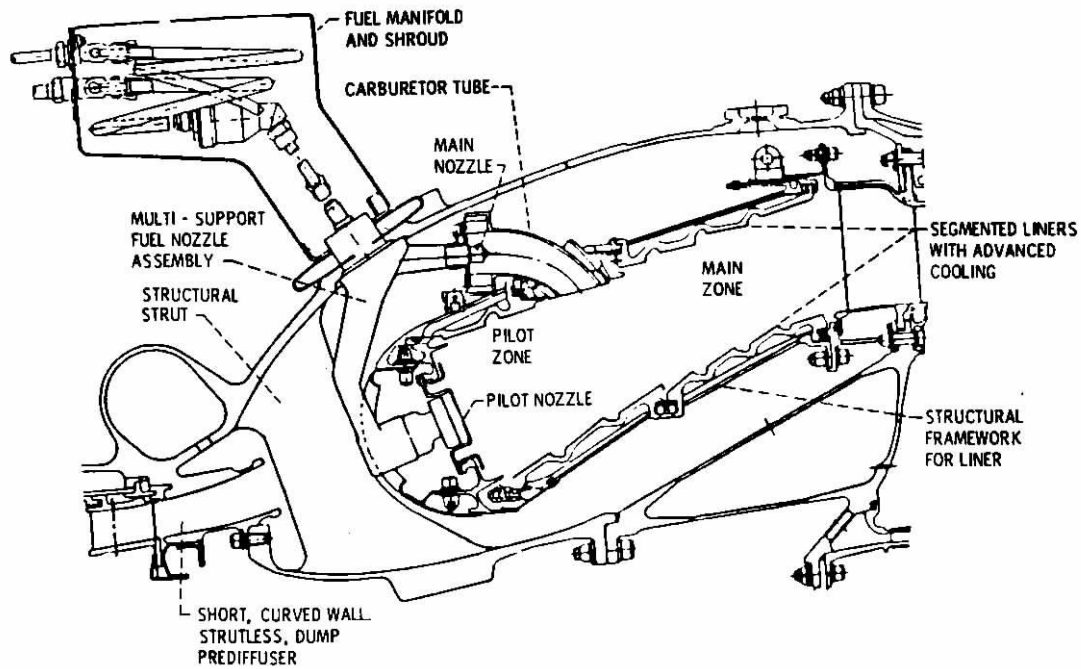 FUEL MANIFOLD
AND SHROUD
CARBURETOR TUBE
MAIN
NOZZLE
MULTI - SUPPORT
FUEL NOZZLE
ASSEMBLY
STRUCTURAL
STRUT
SEGMENTED LINERS
WITH ADVANCED
COOLING
MAIN
ZONE
PILOT
ZONE
PILOT NOZZLE
STRUCTURAL
FRAMEWORK
FOR LINER
SHORT, CURVED WALL
STRUTLESS, DUMP
PREDIFFUSER